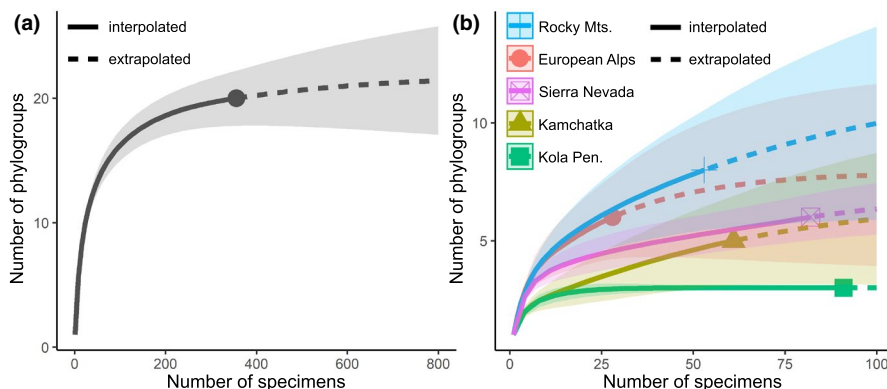 (a)
interpolated
extrapolated
Number of phylogroups
20
10
0
0
200
400
600
800
Number of specimens
(b)
Rocky Mts.
European Alps
Sierra Nevada
Kamchatka
Kola Pen.
interpolated
extrapolated
Number of phylogroups
10
5
0
25
50
75
100
Number of specimens